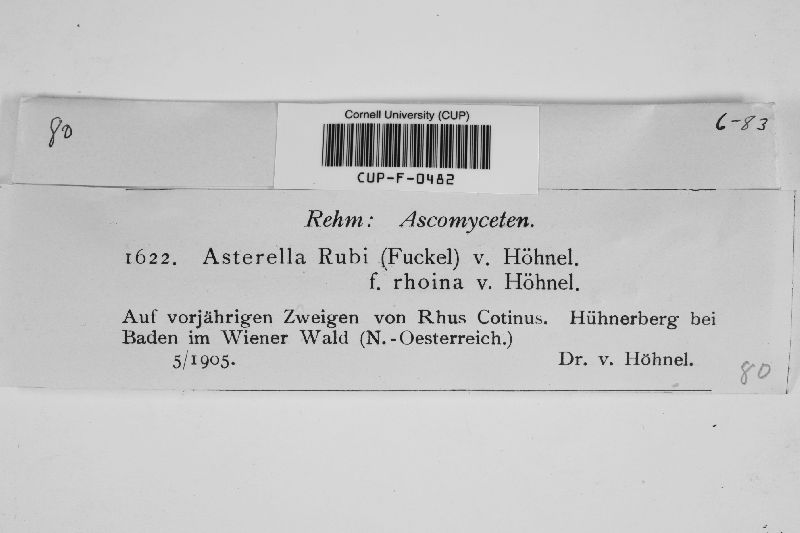 80
Cornell University (CUP)
CUP-F-0482
6-83
Rehm: Ascomyceten.
1622. Asterella Rubi (Fuckel) v. Höhnel.
f. rhoina v. Höhnel.
Auf vorjährigen Zweigen von Rhus Cotinus. Hühnerberg bei
Baden im Wiener Wald (N.-Oesterreich.)
5/1905. Dr. v. Höhnel.
80